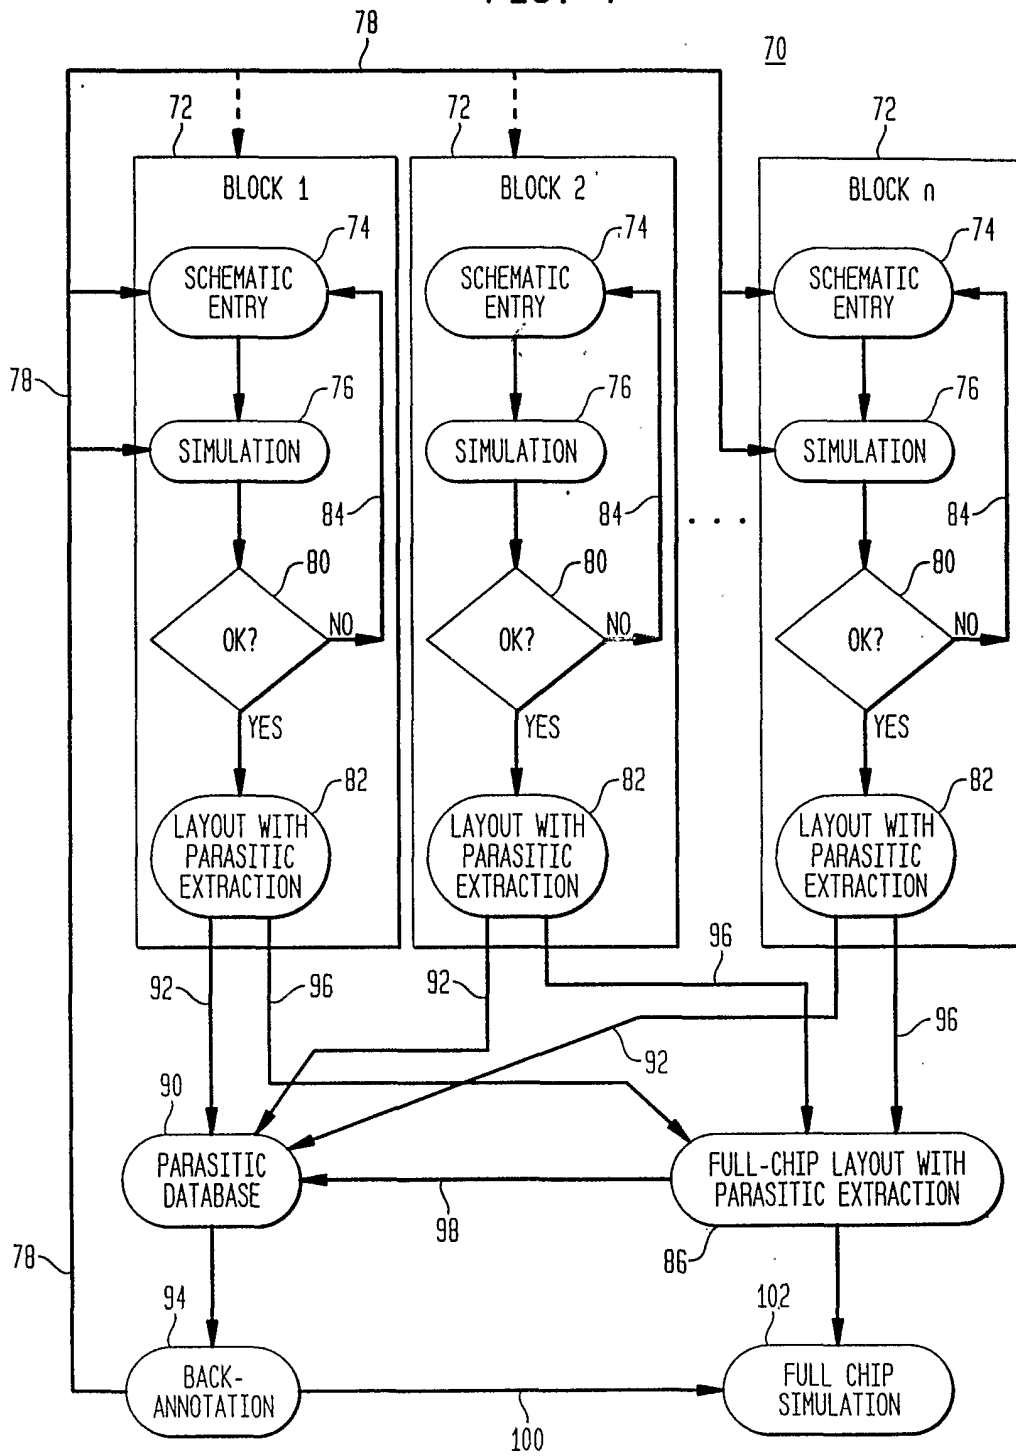 78
70
72
72
72
BLOCK 1
BLOCK 2
BLOCK n
74
74
74
SCHEMATIC
ENTRY
SCHEMATIC
ENTRY
SCHEMATIC
ENTRY
78
76
76
76
SIMULATION
SIMULATION
SIMULATION
84
84
84
...
80
80
80
OK?
NO
OK?
NO
OK?
NO
YES
YES
YES
82
82
82
LAYOUT WITH
PARASITIC
EXTRACTION
LAYOUT WITH
PARASITIC
EXTRACTION
LAYOUT WITH
PARASITIC
EXTRACTION
92
96
92
96
92
96
90
PARASITIC
DATABASE
FULL-CHIP LAYOUT WITH
PARASITIC EXTRACTION
98
86
78
94
102
BACK-
ANNOTATION
FULL CHIP
SIMULATION
100